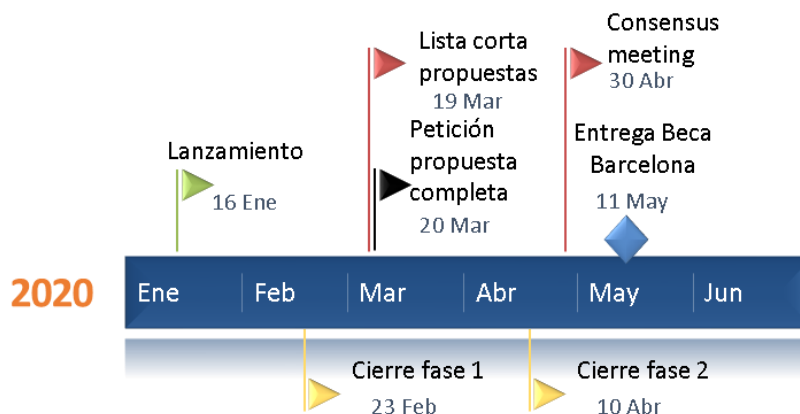 Consensus
meeting
30 Abr
Lista corta
propuestas
19 Mar
Petición
propuesta
completa
20 Mar
Entrega Beca
Barcelona
11 May
Lanzamiento
16 Ene
2020
Ene Feb Mar Abr May Jun
Cierre fase 1
23 Feb
Cierre fase 2
10 Abr